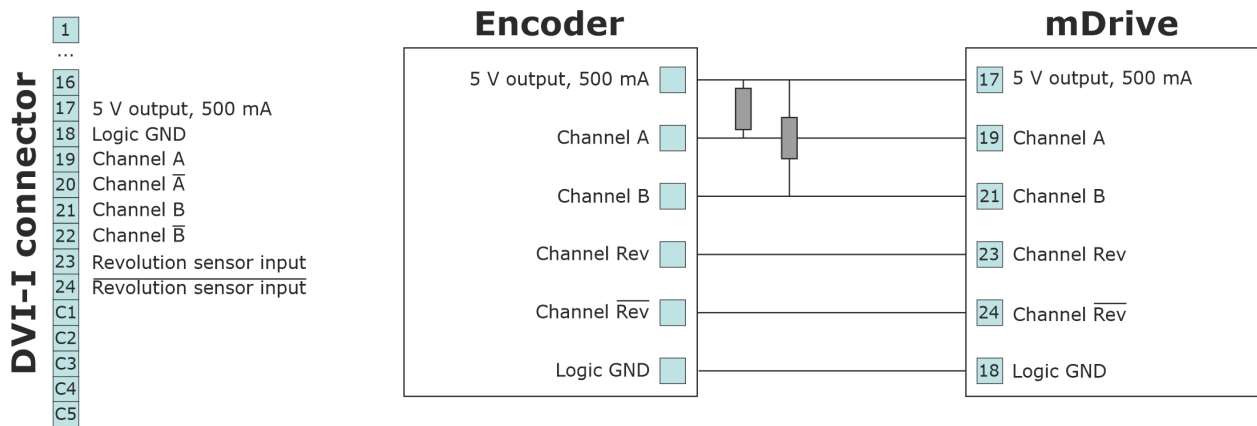 DVI-I connector
1
...
16
17 5 V output, 500 mA
18 Logic GND
19 Channel A
20 Channel A̅
21 Channel B
22 Channel B̅
23 Revolution sensor input
24 R̅e̅v̅o̅l̅u̅t̅i̅o̅n̅ ̅s̅e̅n̅s̅o̅r̅ ̅i̅n̅p̅u̅t̅
C1
C2
C3
C4
C5
Encoder
5 V output, 500 mA
Channel A
Channel B
Channel Rev
Channel R̅e̅v̅
Logic GND
mDrive
17 5 V output, 500 mA
19 Channel A
21 Channel B
23 Channel Rev
24 Channel R̅e̅v̅
18 Logic GND